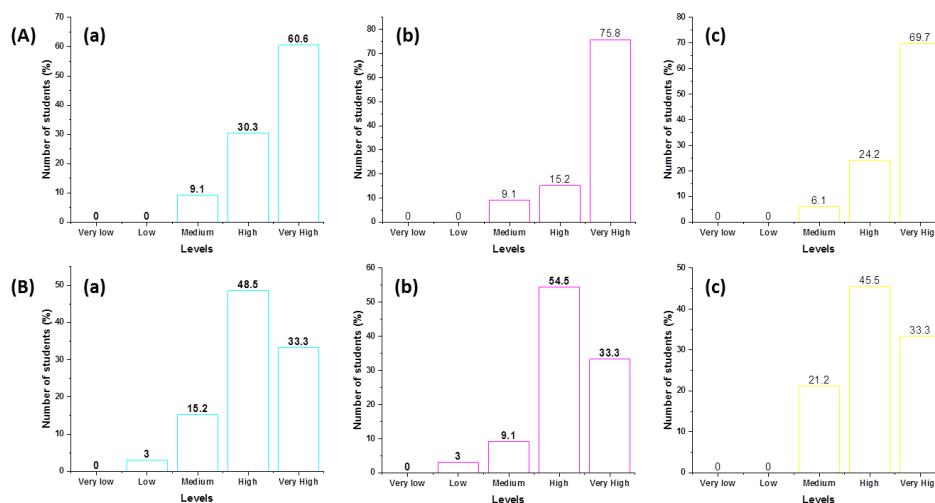 (A)
(a)
Number of students (%)
70
60
50
40
30
20
10
0
0
0
9.1
30.3
60.6
Very low
Low
Medium
High
Very High
Levels
(b)
Number of students (%)
80
70
60
50
40
30
20
10
0
0
0
9.1
15.2
75.8
Very low
Low
Medium
High
Very High
Levels
(c)
Number of students (%)
80
70
60
50
40
30
20
10
0
0
0
6.1
24.2
69.7
Very low
Low
Medium
High
Very High
Levels
(B)
(a)
Number of students (%)
50
40
30
20
10
0
0
3
15.2
48.5
33.3
Very low
Low
Medium
High
Very High
Levels
(b)
Number of students (%)
60
50
40
30
20
10
0
0
3
9.1
54.5
33.3
Very low
Low
Medium
High
Very High
Levels
(c)
Number of students (%)
50
40
30
20
10
0
0
0
21.2
45.5
33.3
Very low
Low
Medium
High
Very High
Levels